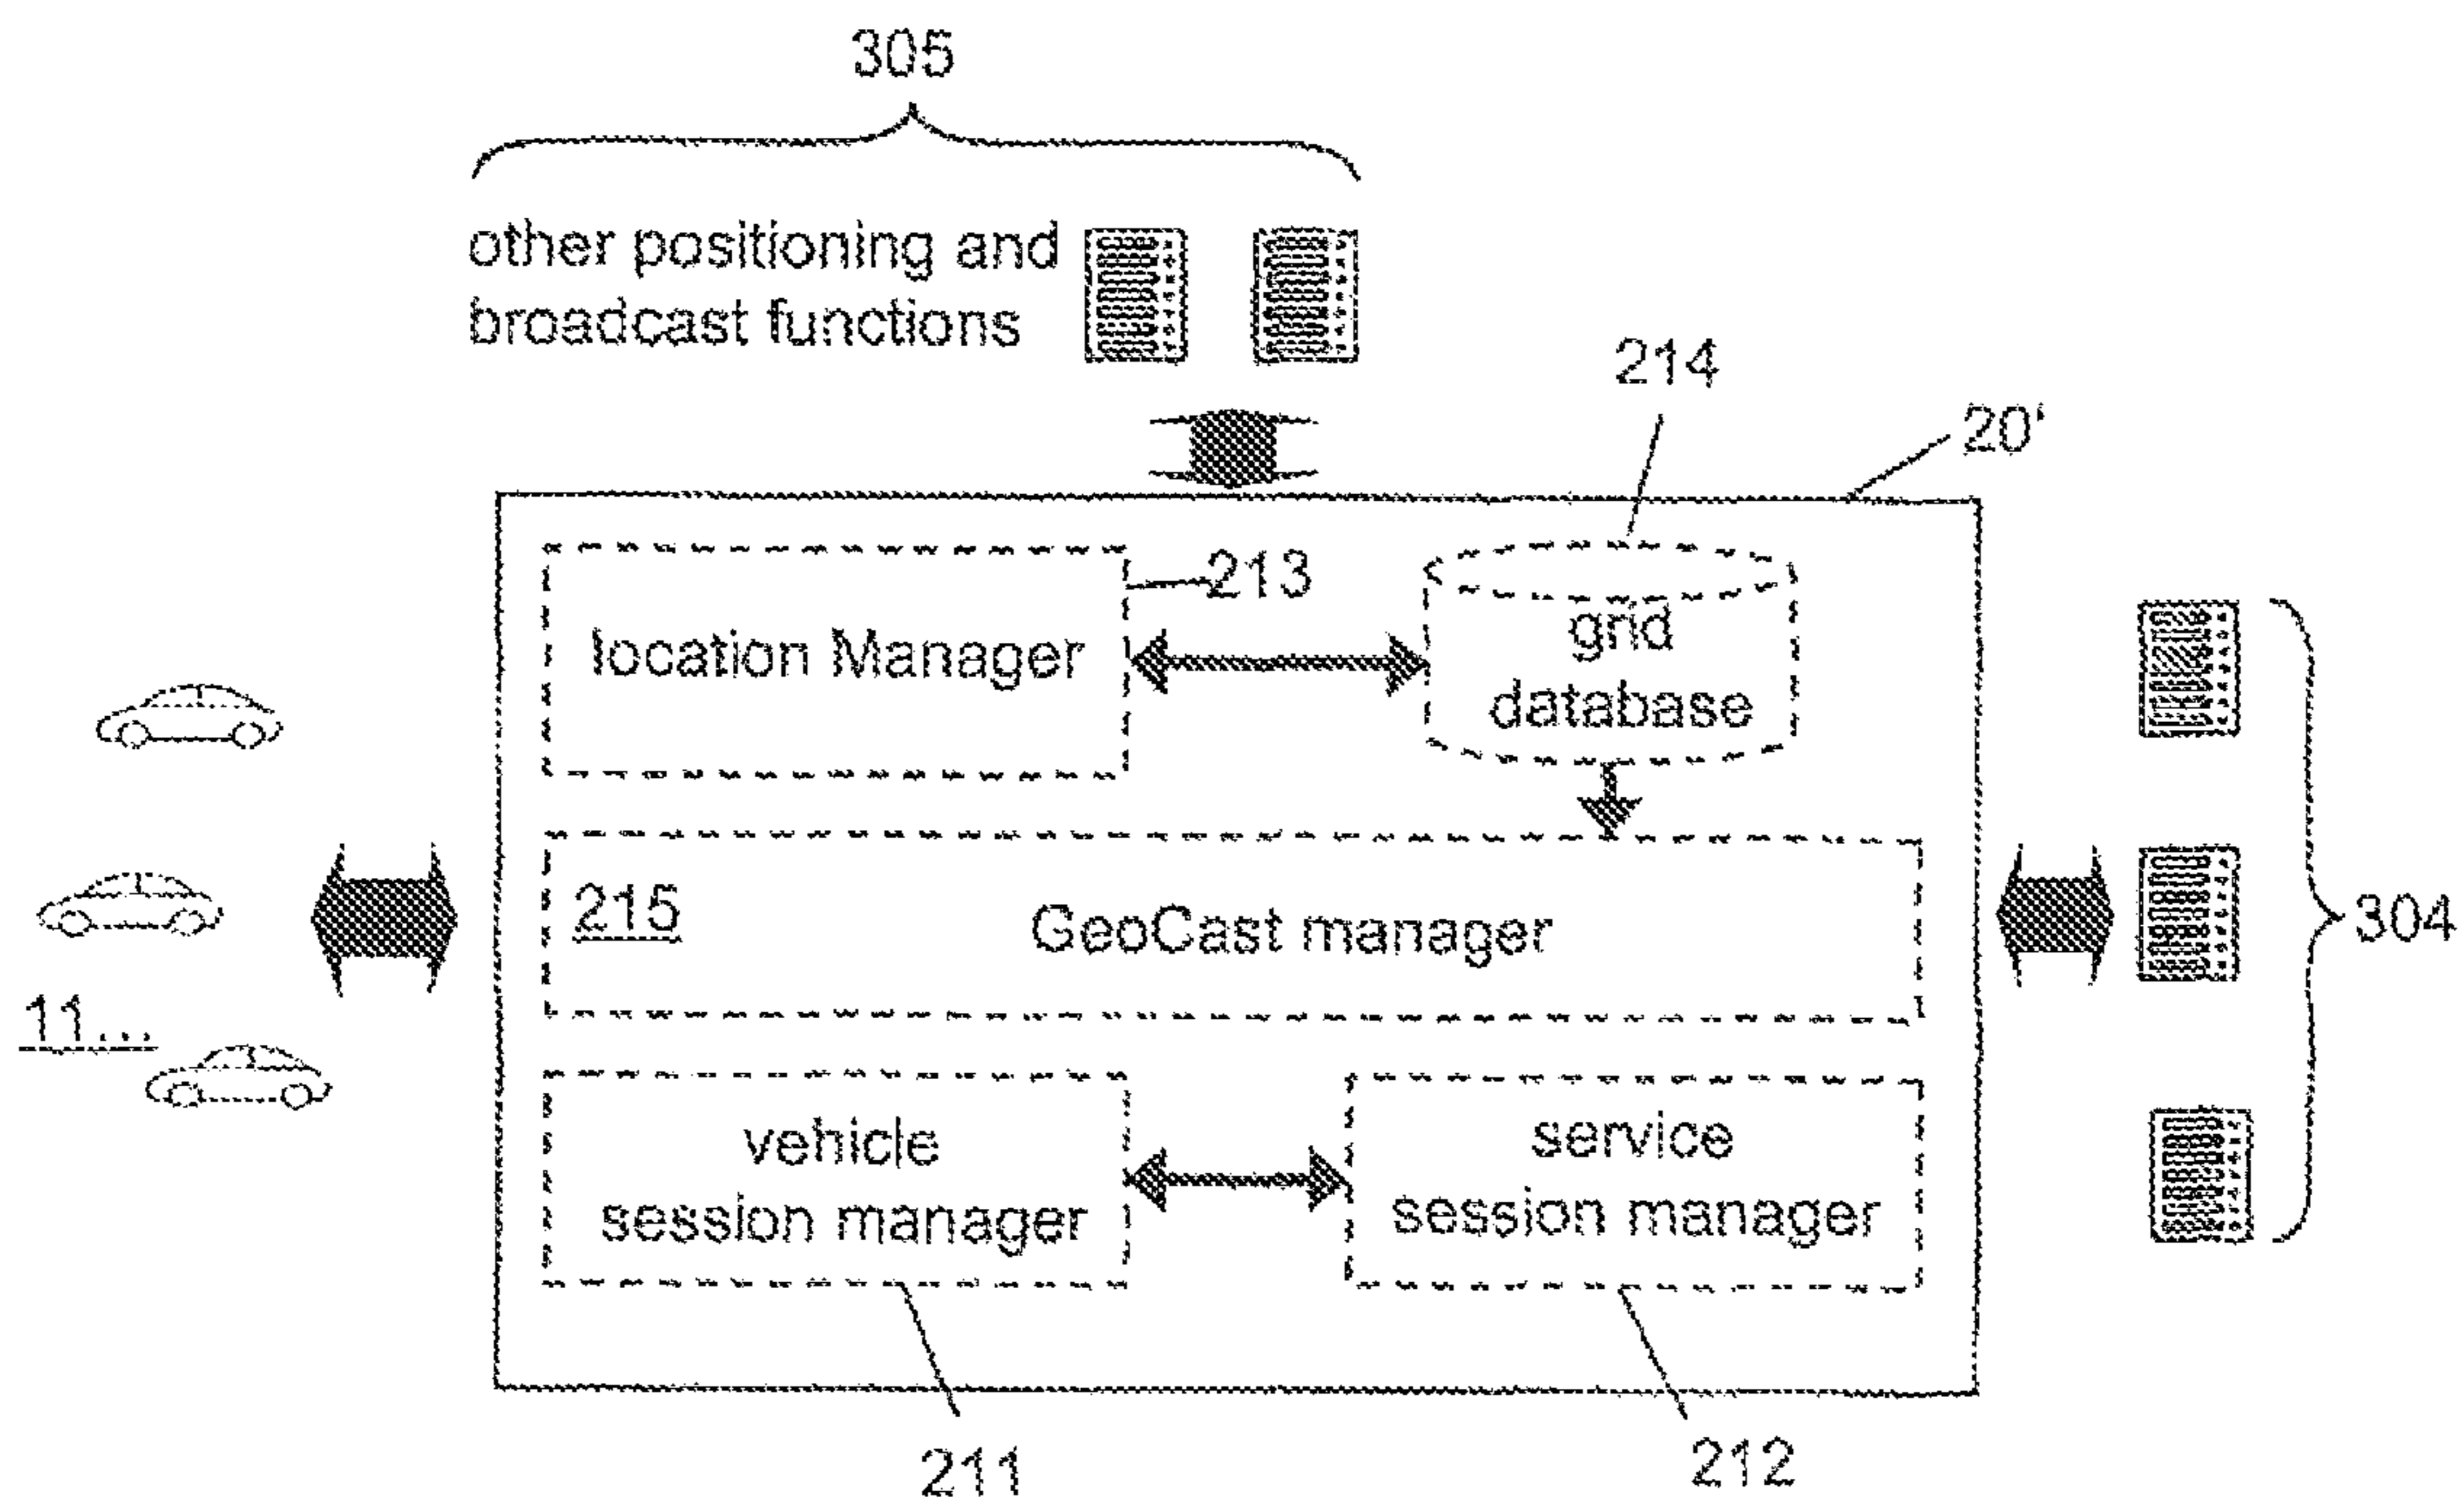 305
other positioning and
broadcast functions
214
20'
213
location Manager
grid
database
215
GeoCast manager
304
11...
vehicle
session manager
service
session manager
211
212